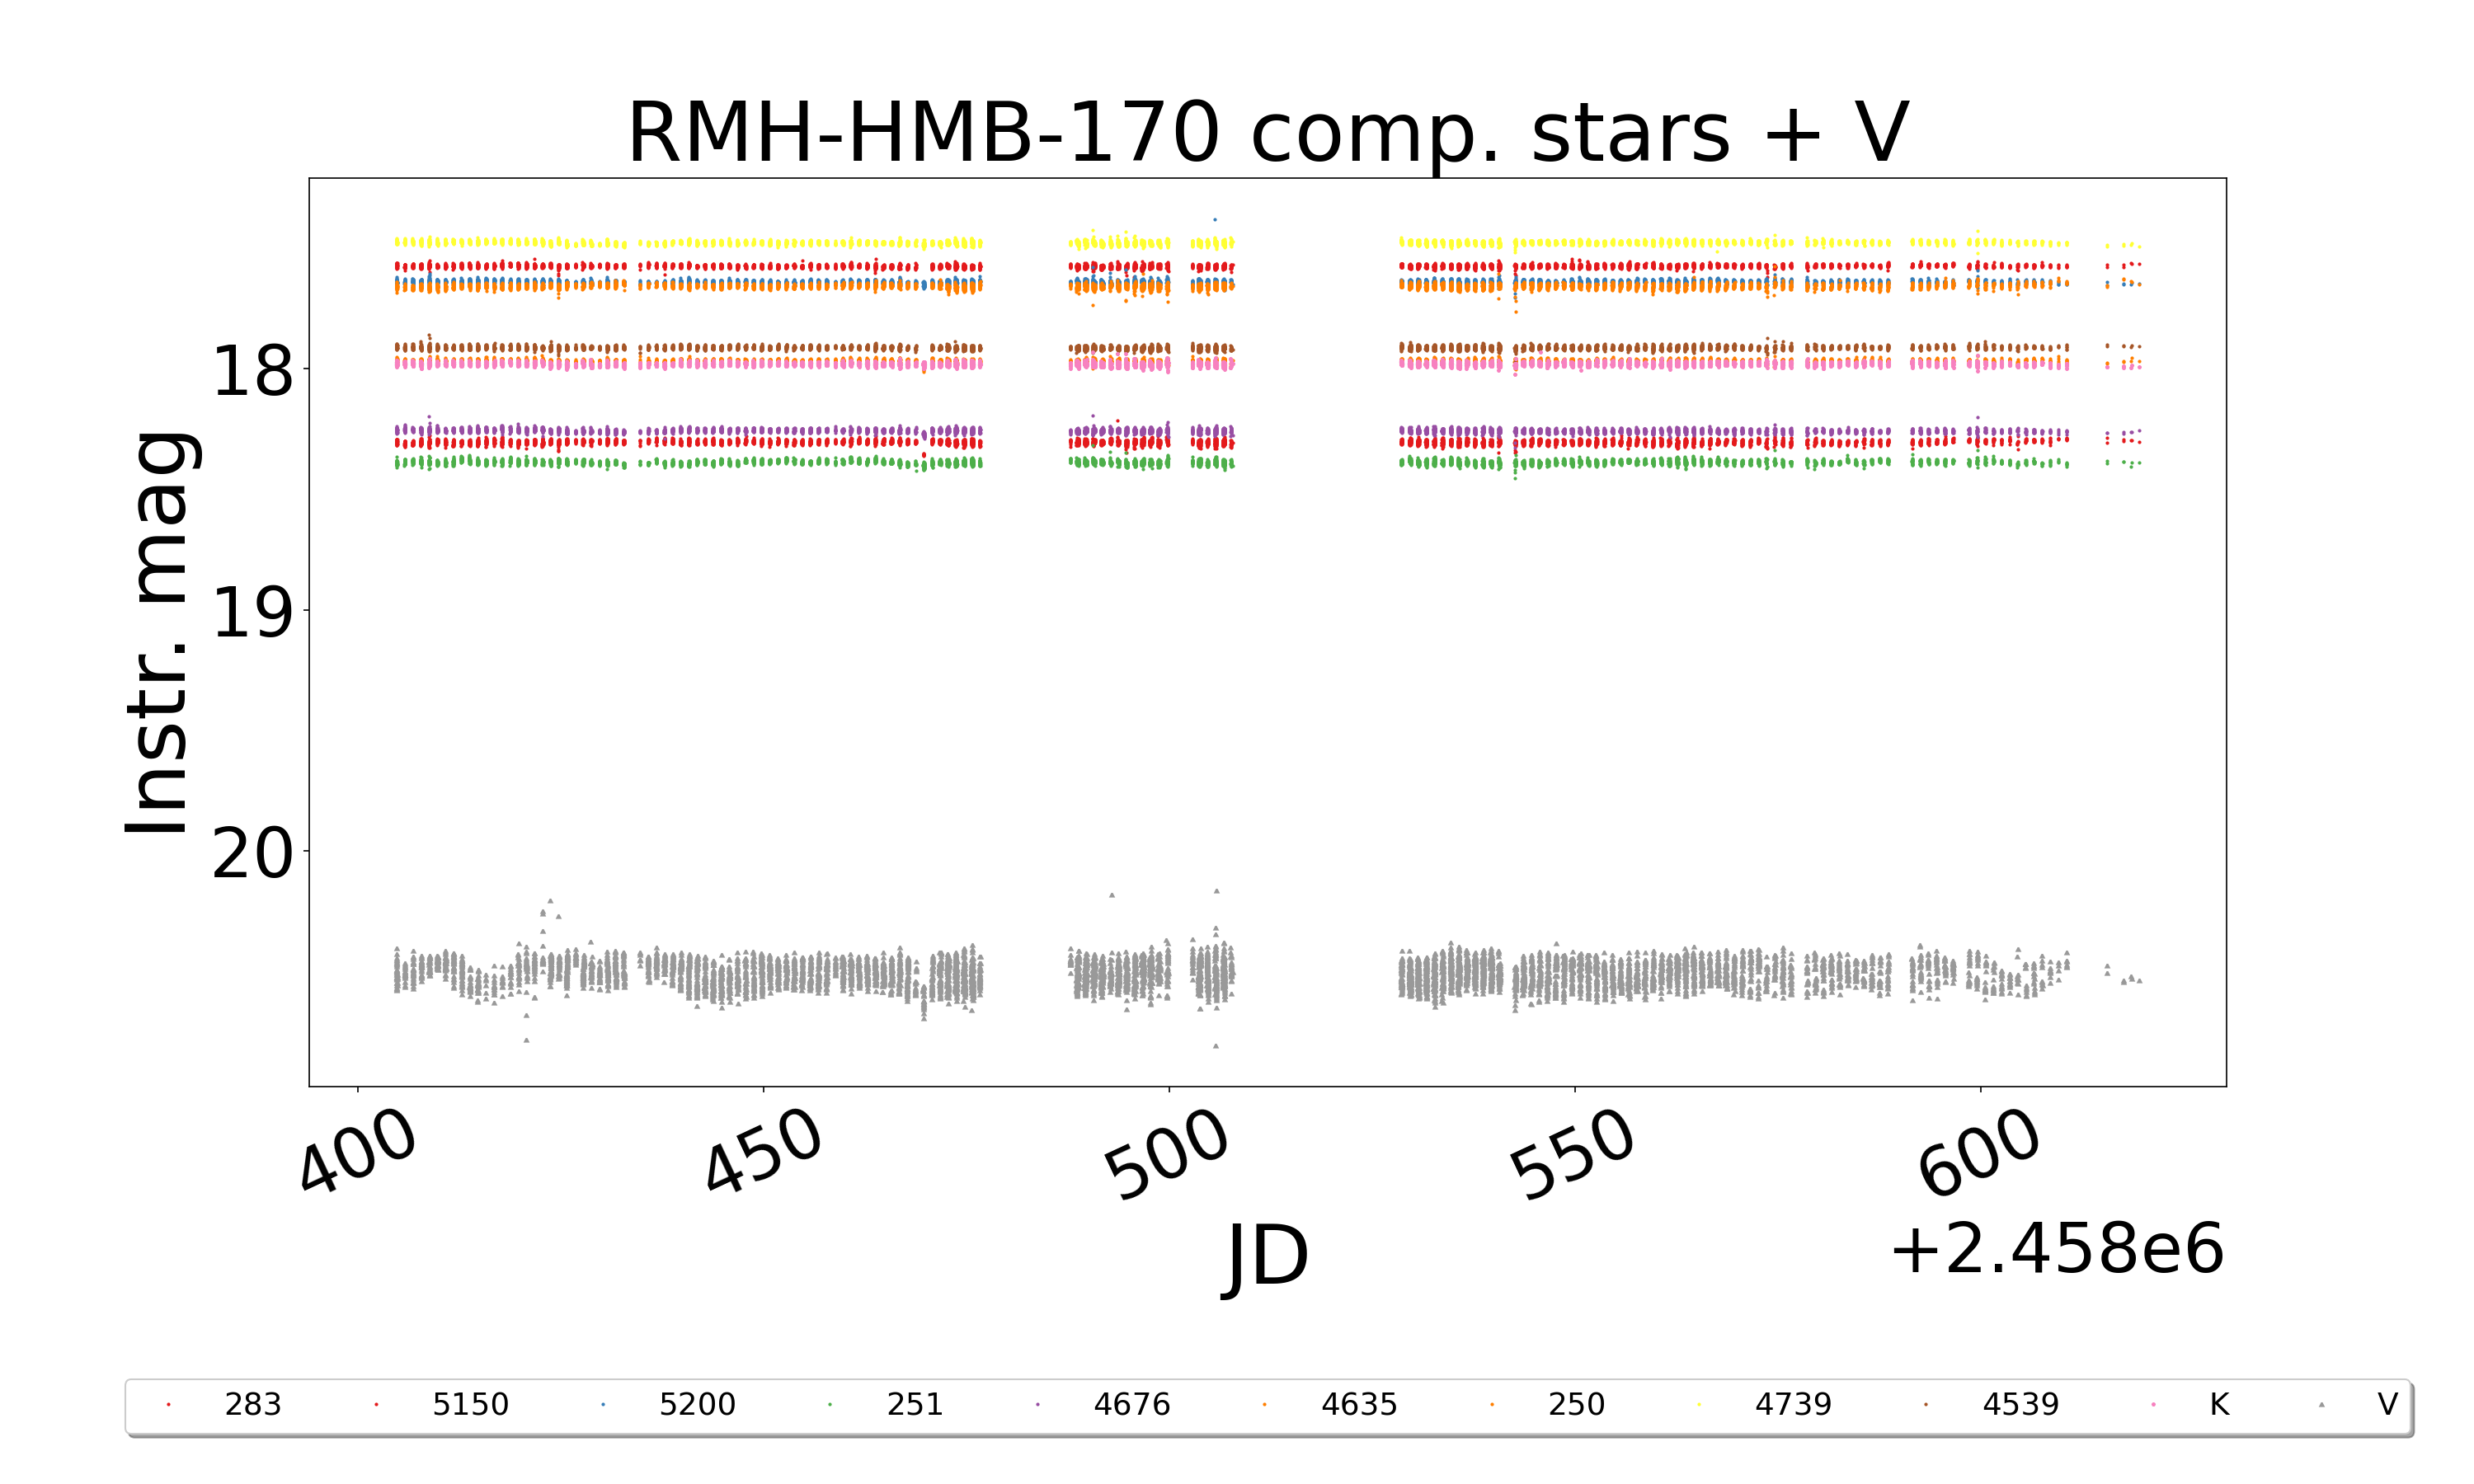 RMH-HMB-170 comp. stars + V
Instr. mag
18
19
20
400 450 500 550 600
JD
+2.458e6
283 5150 5200 251 4676 4635 250 4739 4539 K V